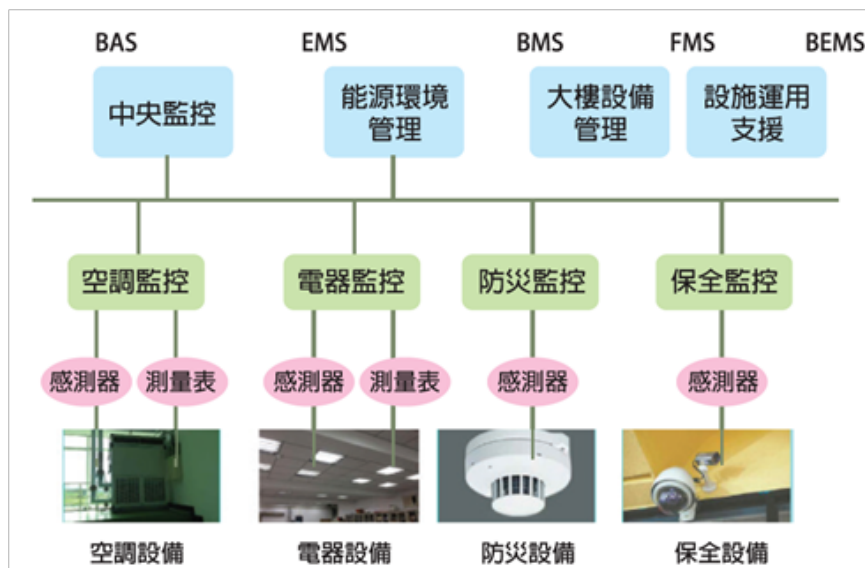 BAS EMS BMS FMS BEMS
中央監控
能源環境
管理
大樓設備
管理
設施運用
支援
空調監控 電器監控 防災監控 保全監控
感測器 測量表 感測器 測量表 感測器 感測器
空調設備 電器設備 防災設備 保全設備